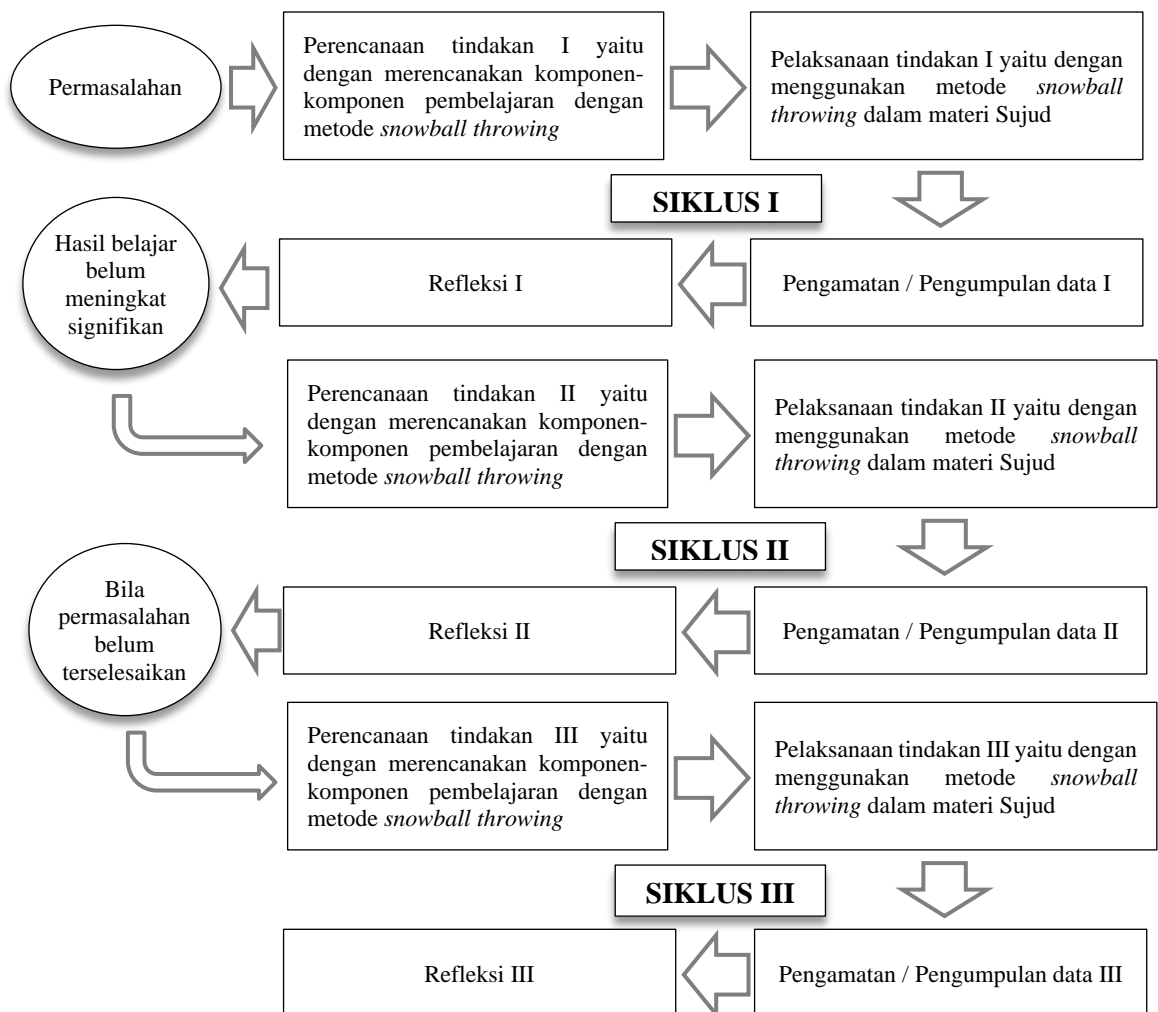 Permasalahan
Perencanaan tindakan I yaitu
dengan merencanakan komponen-
komponen pembelajaran dengan
metode snowball throwing
Pelaksanaan tindakan I yaitu dengan
menggunakan metode snowball
throwing dalam materi Sujud
SIKLUS I
Hasil belajar
belum
meningkat
signifikan
Refleksi I
Pengamatan / Pengumpulan data I
Perencanaan tindakan II yaitu
dengan merencanakan komponen-
komponen pembelajaran dengan
metode snowball throwing
Pelaksanaan tindakan II yaitu dengan
menggunakan metode snowball
throwing dalam materi Sujud
SIKLUS II
Bila
permasalahan
belum
terselesaikan
Refleksi II
Pengamatan / Pengumpulan data II
Perencanaan tindakan III yaitu
dengan merencanakan komponen-
komponen pembelajaran dengan
metode snowball throwing
Pelaksanaan tindakan III yaitu dengan
menggunakan metode snowball
throwing dalam materi Sujud
SIKLUS III
Refleksi III
Pengamatan / Pengumpulan data III